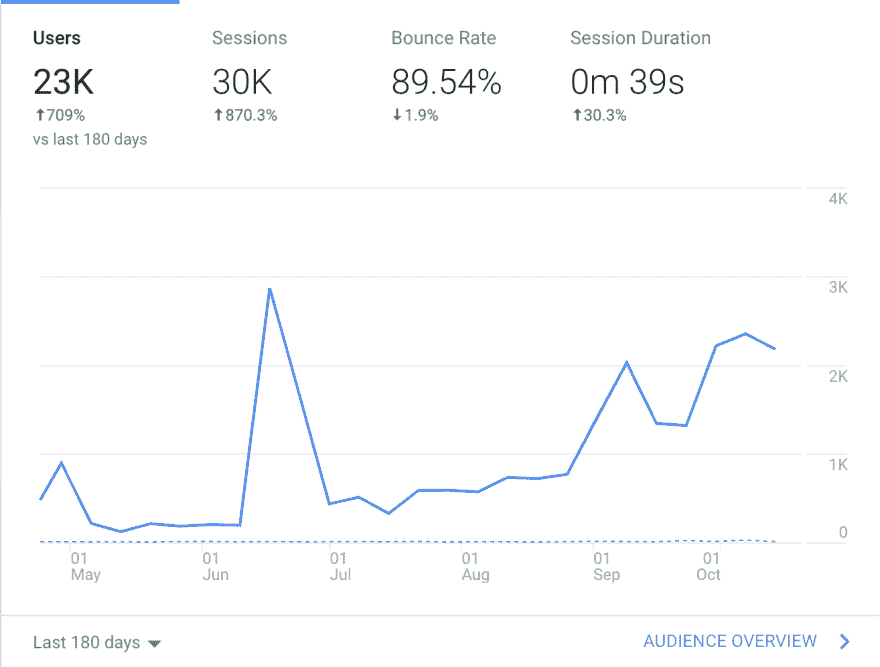 Users Sessions Bounce Rate Session Duration
23K 30K 89.54% 0m 39s
↑709% ↑870.3% ↓1.9% ↑30.3%
vs last 180 days
4K
3K
2K
1K
0
01 01 01 01 01 01
May Jun Jul Aug Sep Oct
Last 180 days AUDIENCE OVERVIEW